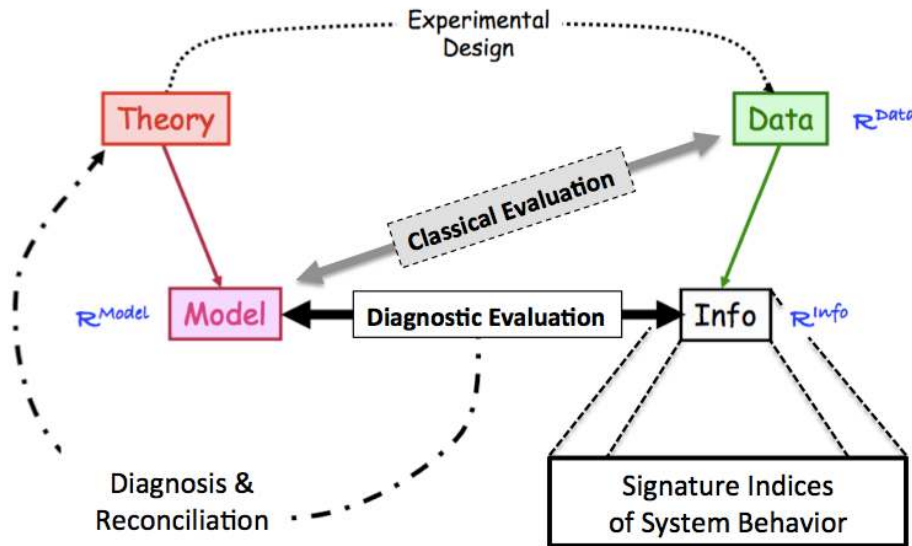 Experimental
Design
Theory
Data
R^Data
Classical Evaluation
R^Model
Model
Diagnostic Evaluation
Info
R^Info
Diagnosis &
Reconciliation
Signature Indices
of System Behavior